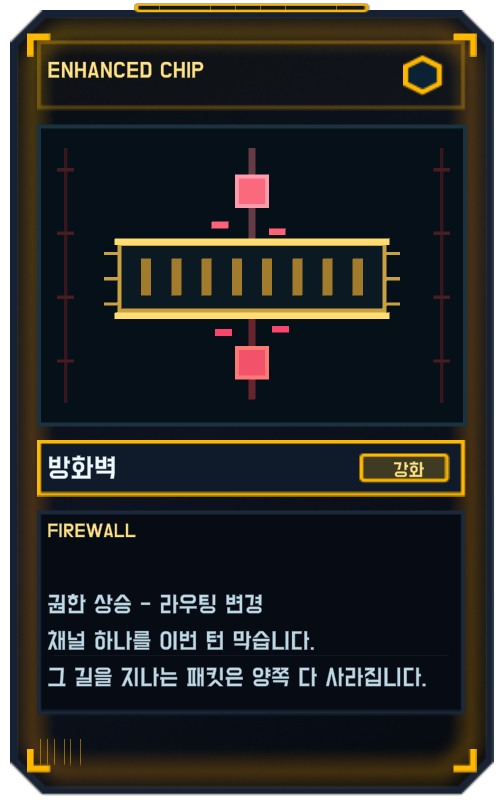 ENHANCED CHIP
방화벽
강화
FIREWALL
권한 상승 - 라우팅 변경
채널 하나를 이번 턴 막습니다.
그 길을 지나는 패킷은 양쪽 다 사라집니다.